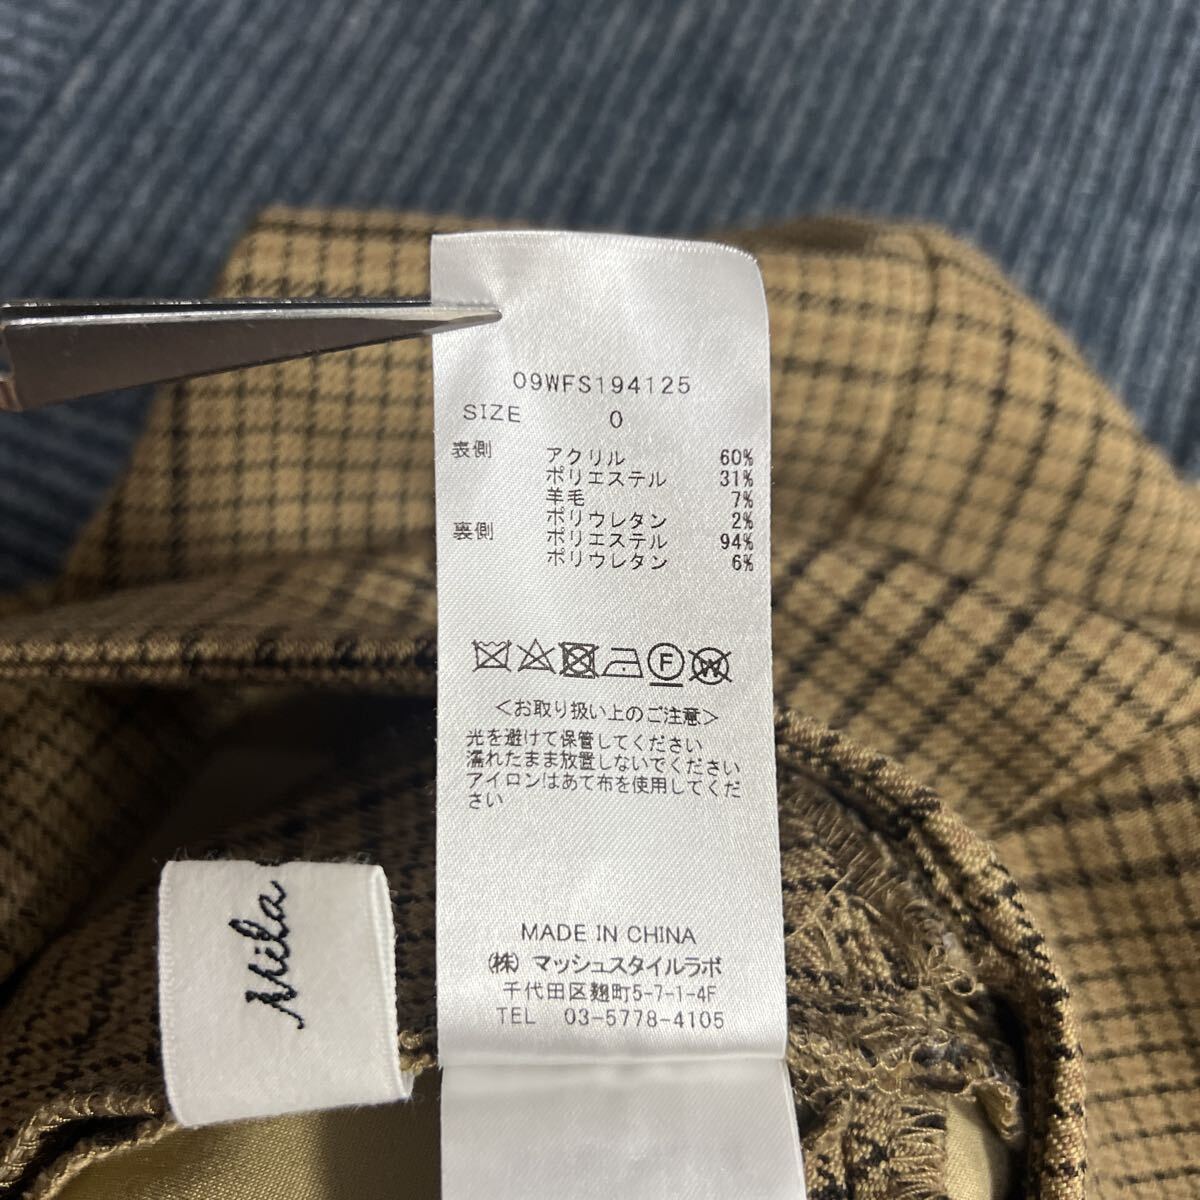 09WFS194125
SIZE 0
表側 アクリル 60%
ポリエステル 31%
羊毛 7%
ポリウレタン 2%
裏側 ポリエステル 94%
ポリウレタン 6%
F W
<お取り扱い上のご注意>
光を避けて保管してください
濡れたまま放置しないでください
アイロンはあて布を使用してくだ
さい
MADE IN CHINA
(株) マッシュスタイルラボ
千代田区麹町5-7-1-4F
TEL 03-5778-4105
Mila